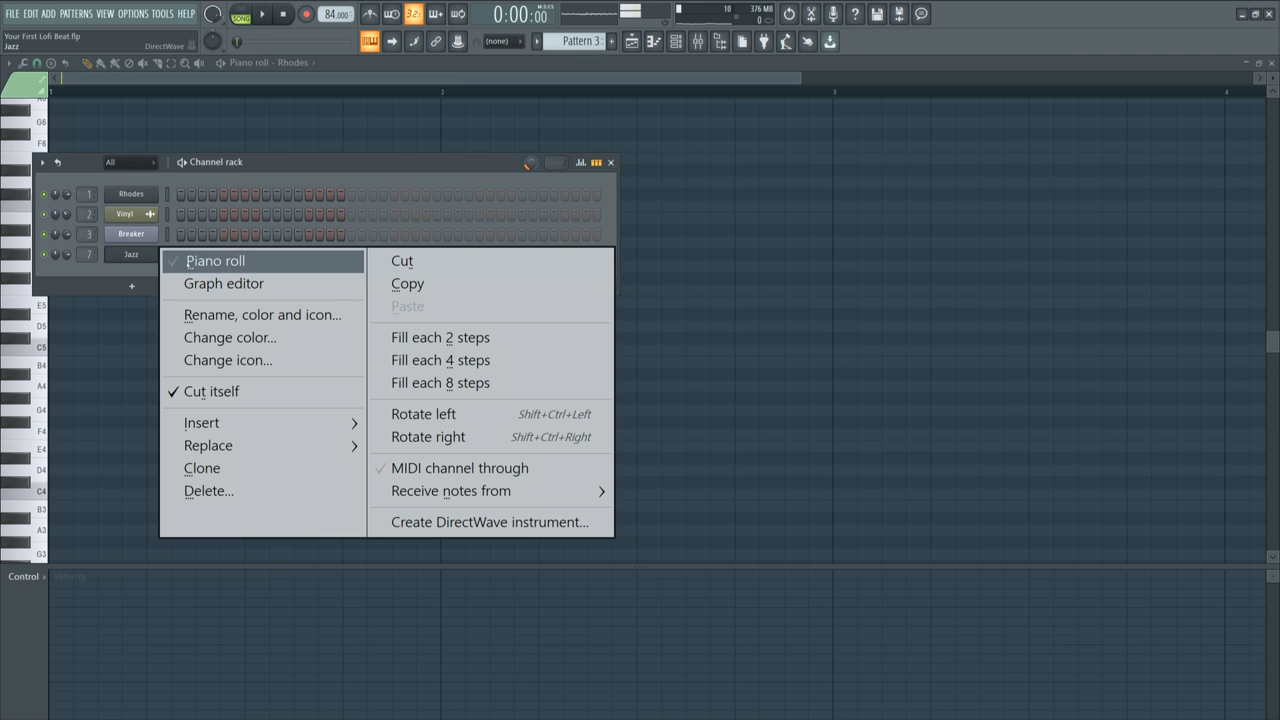 FILE EDIT ADD PATTERNS VIEW OPTIONS TOOLS HELP
SONG
84.000
3.2.
0:00:00
M:S:CS
10
376 MB
0
Your First Lofi Beat.flp
Jazz
DirectWave
(none)
Pattern 3
Piano roll - Rhodes
1
2
3
4
G6
F6
All
Channel rack
1 Rhodes
2 Vinyl
3 Breaker
7 Jazz
+
Piano roll
Graph editor
Rename, color and icon...
Change color...
Change icon...
Cut itself
Insert
Replace
Clone
Delete...
Cut
Copy
Paste
Fill each 2 steps
Fill each 4 steps
Fill each 8 steps
Rotate left Shift+Ctrl+Left
Rotate right Shift+Ctrl+Right
MIDI channel through
Receive notes from
Create DirectWave instrument...
E5
D5
C5
B4
A4
G4
F4
E4
D4
C4
B3
A3
G3
Control
Velocity